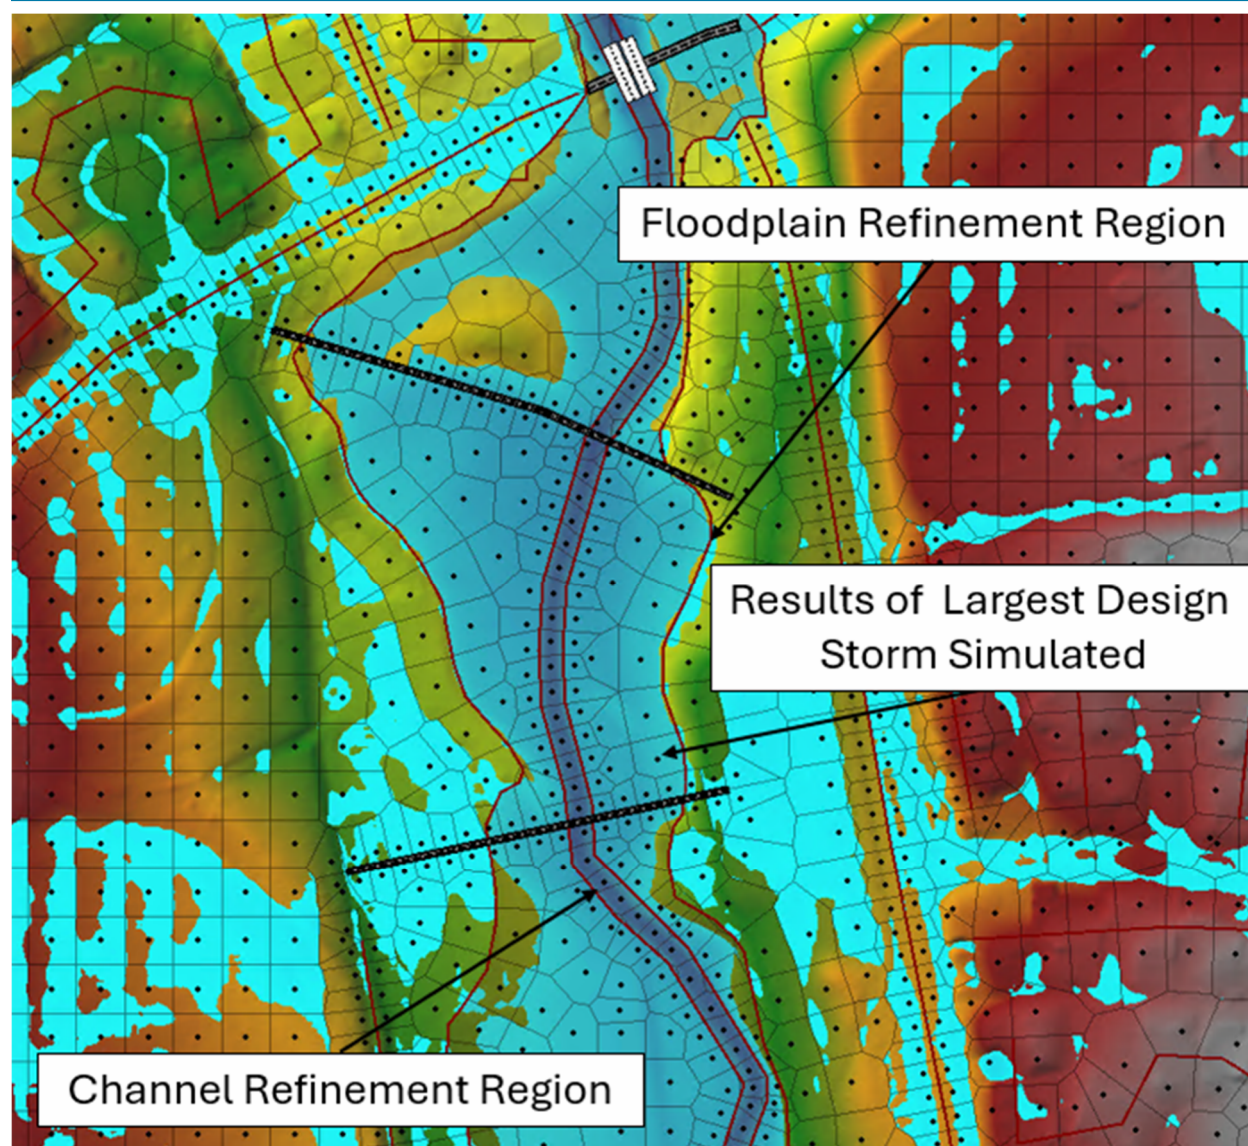 Floodplain Refinement Region
Results of Largest Design
Storm Simulated
Channel Refinement Region